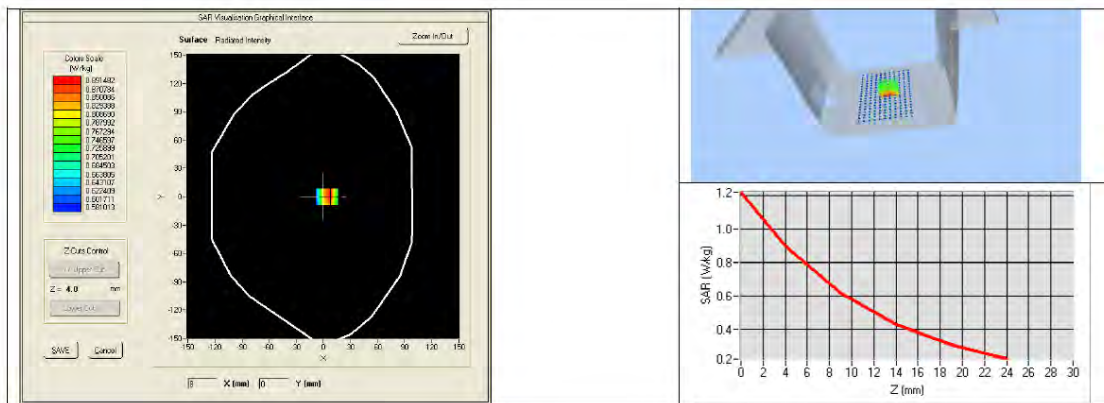 SAR Visualisation Graphical Interface
Surface Radiated Intensity
Zoom In/Out
Colors Scale
(W/kg)
0.891482
0.870784
0.850086
0.829388
0.808690
0.787992
0.767294
0.746597
0.725899
0.705201
0.684503
0.663805
0.643107
0.622409
0.601711
0.581013
Z Cuts Control
Z = 4.0 mm
SAVE Cancel
150
120
90
60
30
0
-30
-60
-90
-120
-150
Y
-150 -120 -90 -60 -30 0 30 60 90 120 150
X
8 X (mm) 0 Y (mm)
SAR (W/kg)
1.2
1.0
0.8
0.6
0.4
0.2
0 2 4 6 8 10 12 14 16 18 20 22 24 26 28 30
Z (mm)